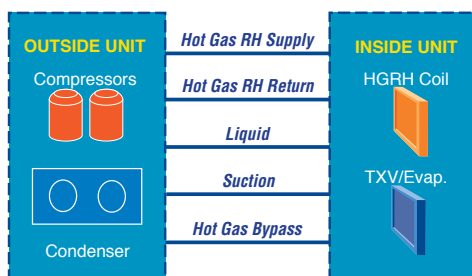 OUTSIDE UNIT
Compressors
Condenser
Hot Gas RH Supply
Hot Gas RH Return
Liquid
Suction
Hot Gas Bypass
INSIDE UNIT
HGRH Coil
TXV/Evap.